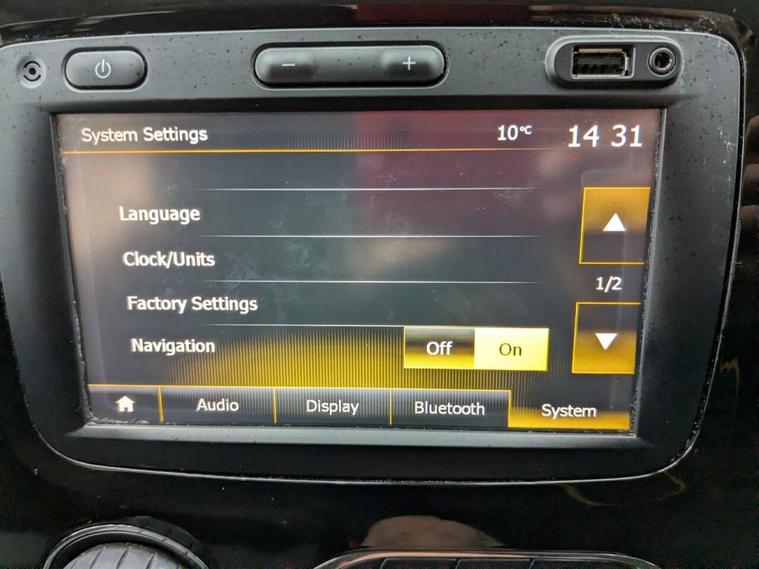 − +
System Settings 10°C 14 31
Language
Clock/Units
1/2
Factory Settings
Navigation Off On
Audio Display Bluetooth System